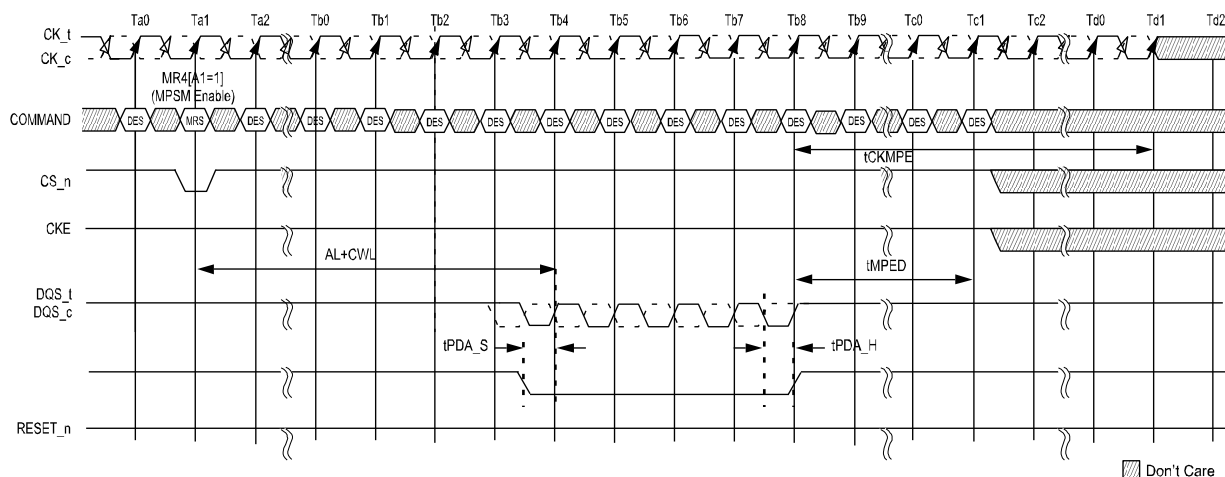 Ta0 Ta1 Ta2 Tb0 Tb1 Tb2 Tb3 Tb4 Tb5 Tb6 Tb7 Tb8 Tb9 Tc0 Tc1 Tc2 Td0 Td1 Td2
CK_t
CK_c
MR4[A1=1]
(MPSM Enable)
COMMAND DES MRS DES DES DES DES DES DES DES DES DES DES DES DES DES
tCKMPE
CS_n
CKE
AL+CWL tMPED
DQS_t
DQS_c
tPDA_S tPDA_H
RESET_n
Don't Care